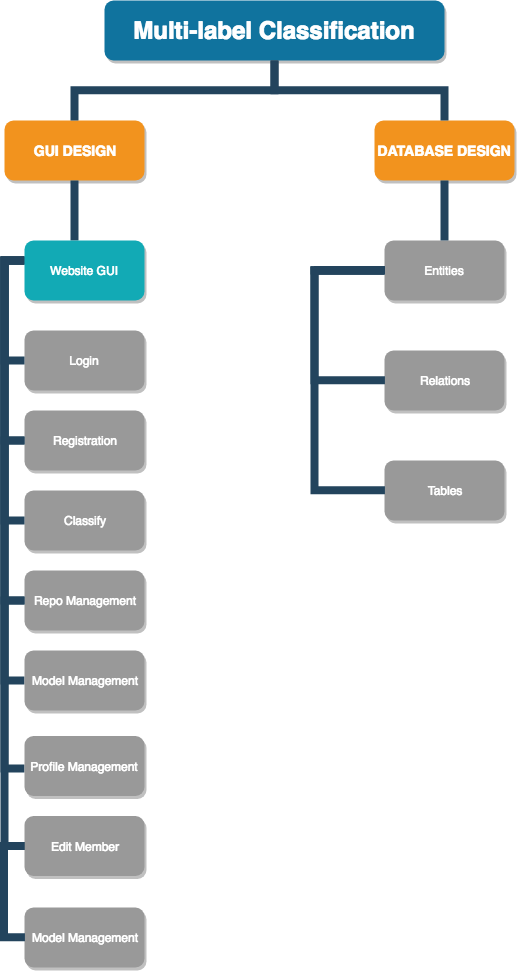 Multi-label Classification
GUI DESIGN
DATABASE DESIGN
Website GUI
Login
Registration
Classify
Repo Management
Model Management
Profile Management
Edit Member
Model Management
Entities
Relations
Tables